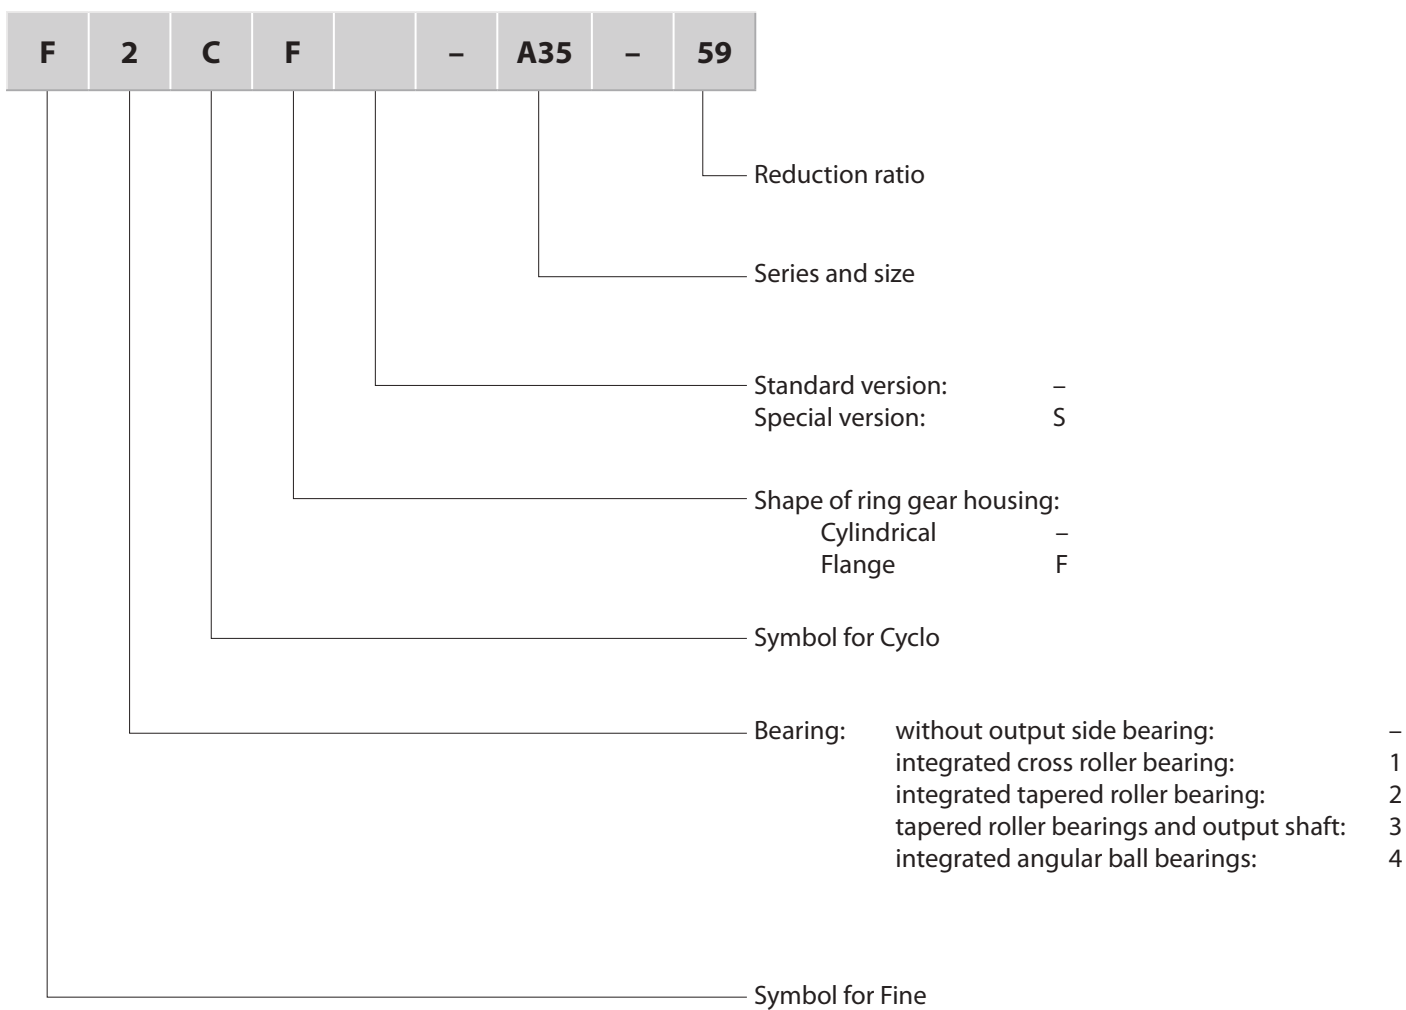 F 2 C F – A35 – 59
Reduction ratio
Series and size
Standard version: –
Special version: S
Shape of ring gear housing:
Cylindrical –
Flange F
Symbol for Cyclo
Bearing: without output side bearing: –
integrated cross roller bearing: 1
integrated tapered roller bearing: 2
tapered roller bearings and output shaft: 3
integrated angular ball bearings: 4
Symbol for Fine